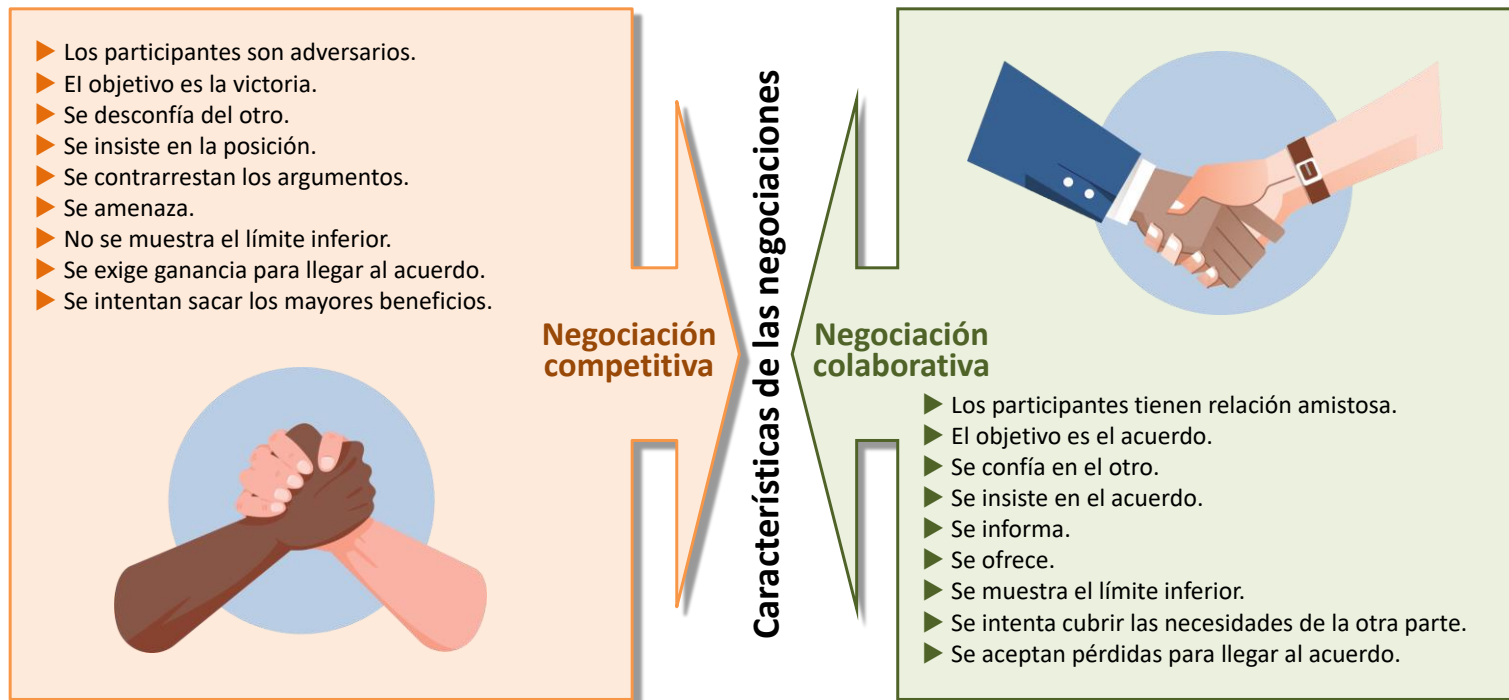 Los participantes son adversarios.
El objetivo es la victoria.
Se desconfía del otro.
Se insiste en la posición.
Se contrarrestan los argumentos.
Se amenaza.
No se muestra el límite inferior.
Se exige ganancia para llegar al acuerdo.
Se intentan sacar los mayores beneficios.
Negociación
competitiva
Características de las negociaciones
Negociación
colaborativa
Los participantes tienen relación amistosa.
El objetivo es el acuerdo.
Se confía en el otro.
Se insiste en el acuerdo.
Se informa.
Se ofrece.
Se muestra el límite inferior.
Se intenta cubrir las necesidades de la otra parte.
Se aceptan pérdidas para llegar al acuerdo.